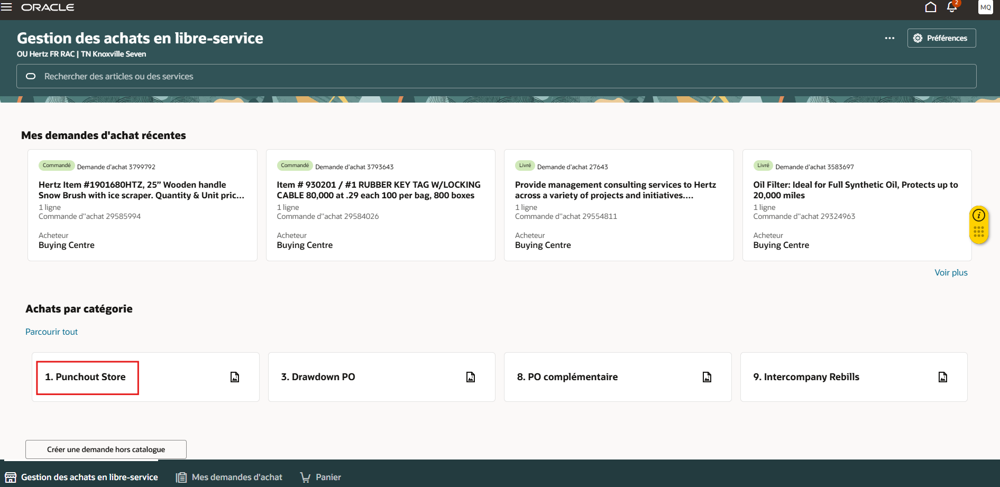 ORACLE
2
MQ
Gestion des achats en libre-service
OU Hertz FR RAC | TN Knoxville Seven
Préférences
Rechercher des articles ou des services
Mes demandes d'achat récentes
Commandé Demande d'achat 3799792
Hertz Item #1901680HTZ, 25” Wooden handle
Snow Brush with ice scraper. Quantity & Unit pric...
1 ligne
Commande d''achat 29585994
Acheteur
Buying Centre
Commandé Demande d'achat 3793643
Item # 930201 / #1 RUBBER KEY TAG W/LOCKING
CABLE 80,000 at .29 each 100 per bag, 800 boxes
1 ligne
Commande d''achat 29584026
Acheteur
Buying Centre
Livré Demande d'achat 27643
Provide management consulting services to Hertz
across a variety of projects and initiatives....
1 ligne
Commande d''achat 29554811
Acheteur
Buying Centre
Livré Demande d'achat 3583697
Oil Filter: Ideal for Full Synthetic Oil, Protects up to
20,000 miles
1 ligne
Commande d''achat 29324963
Acheteur
Buying Centre
Voir plus
Achats par catégorie
Parcourir tout
1. Punchout Store
3. Drawdown PO
8. PO complémentaire
9. Intercompany Rebills
Créer une demande hors catalogue
Gestion des achats en libre-service
Mes demandes d'achat
Panier